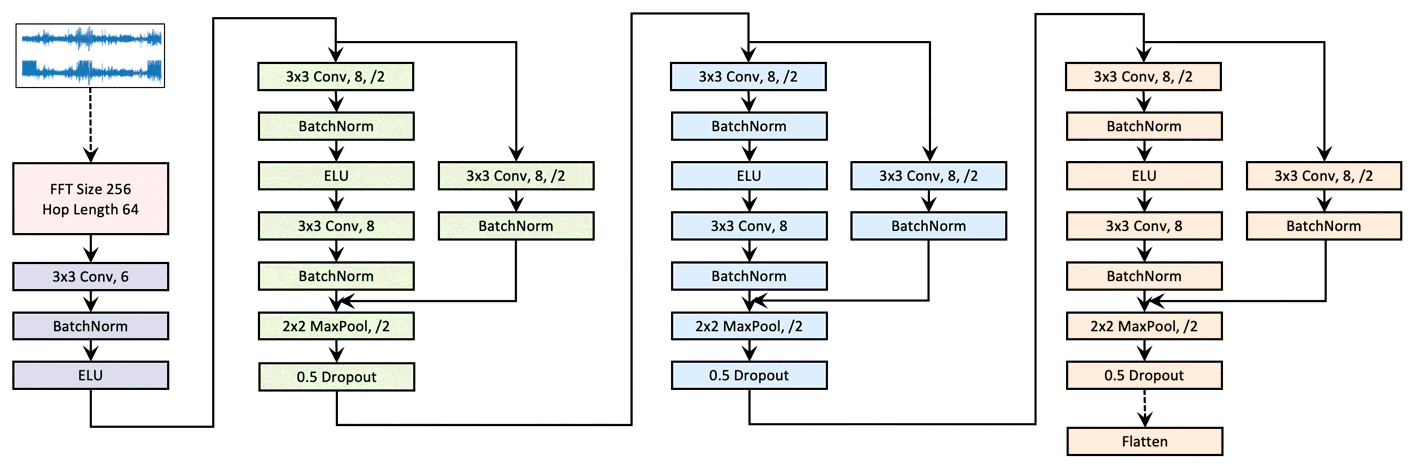 FFT Size 256
Hop Length 64
3x3 Conv, 6
BatchNorm
ELU
3x3 Conv, 8, /2
BatchNorm
ELU
3x3 Conv, 8
BatchNorm
2x2 MaxPool, /2
0.5 Dropout
3x3 Conv, 8, /2
BatchNorm
3x3 Conv, 8, /2
BatchNorm
ELU
3x3 Conv, 8
BatchNorm
2x2 MaxPool, /2
0.5 Dropout
3x3 Conv, 8, /2
BatchNorm
3x3 Conv, 8, /2
BatchNorm
ELU
3x3 Conv, 8
BatchNorm
2x2 MaxPool, /2
0.5 Dropout
Flatten
3x3 Conv, 8, /2
BatchNorm